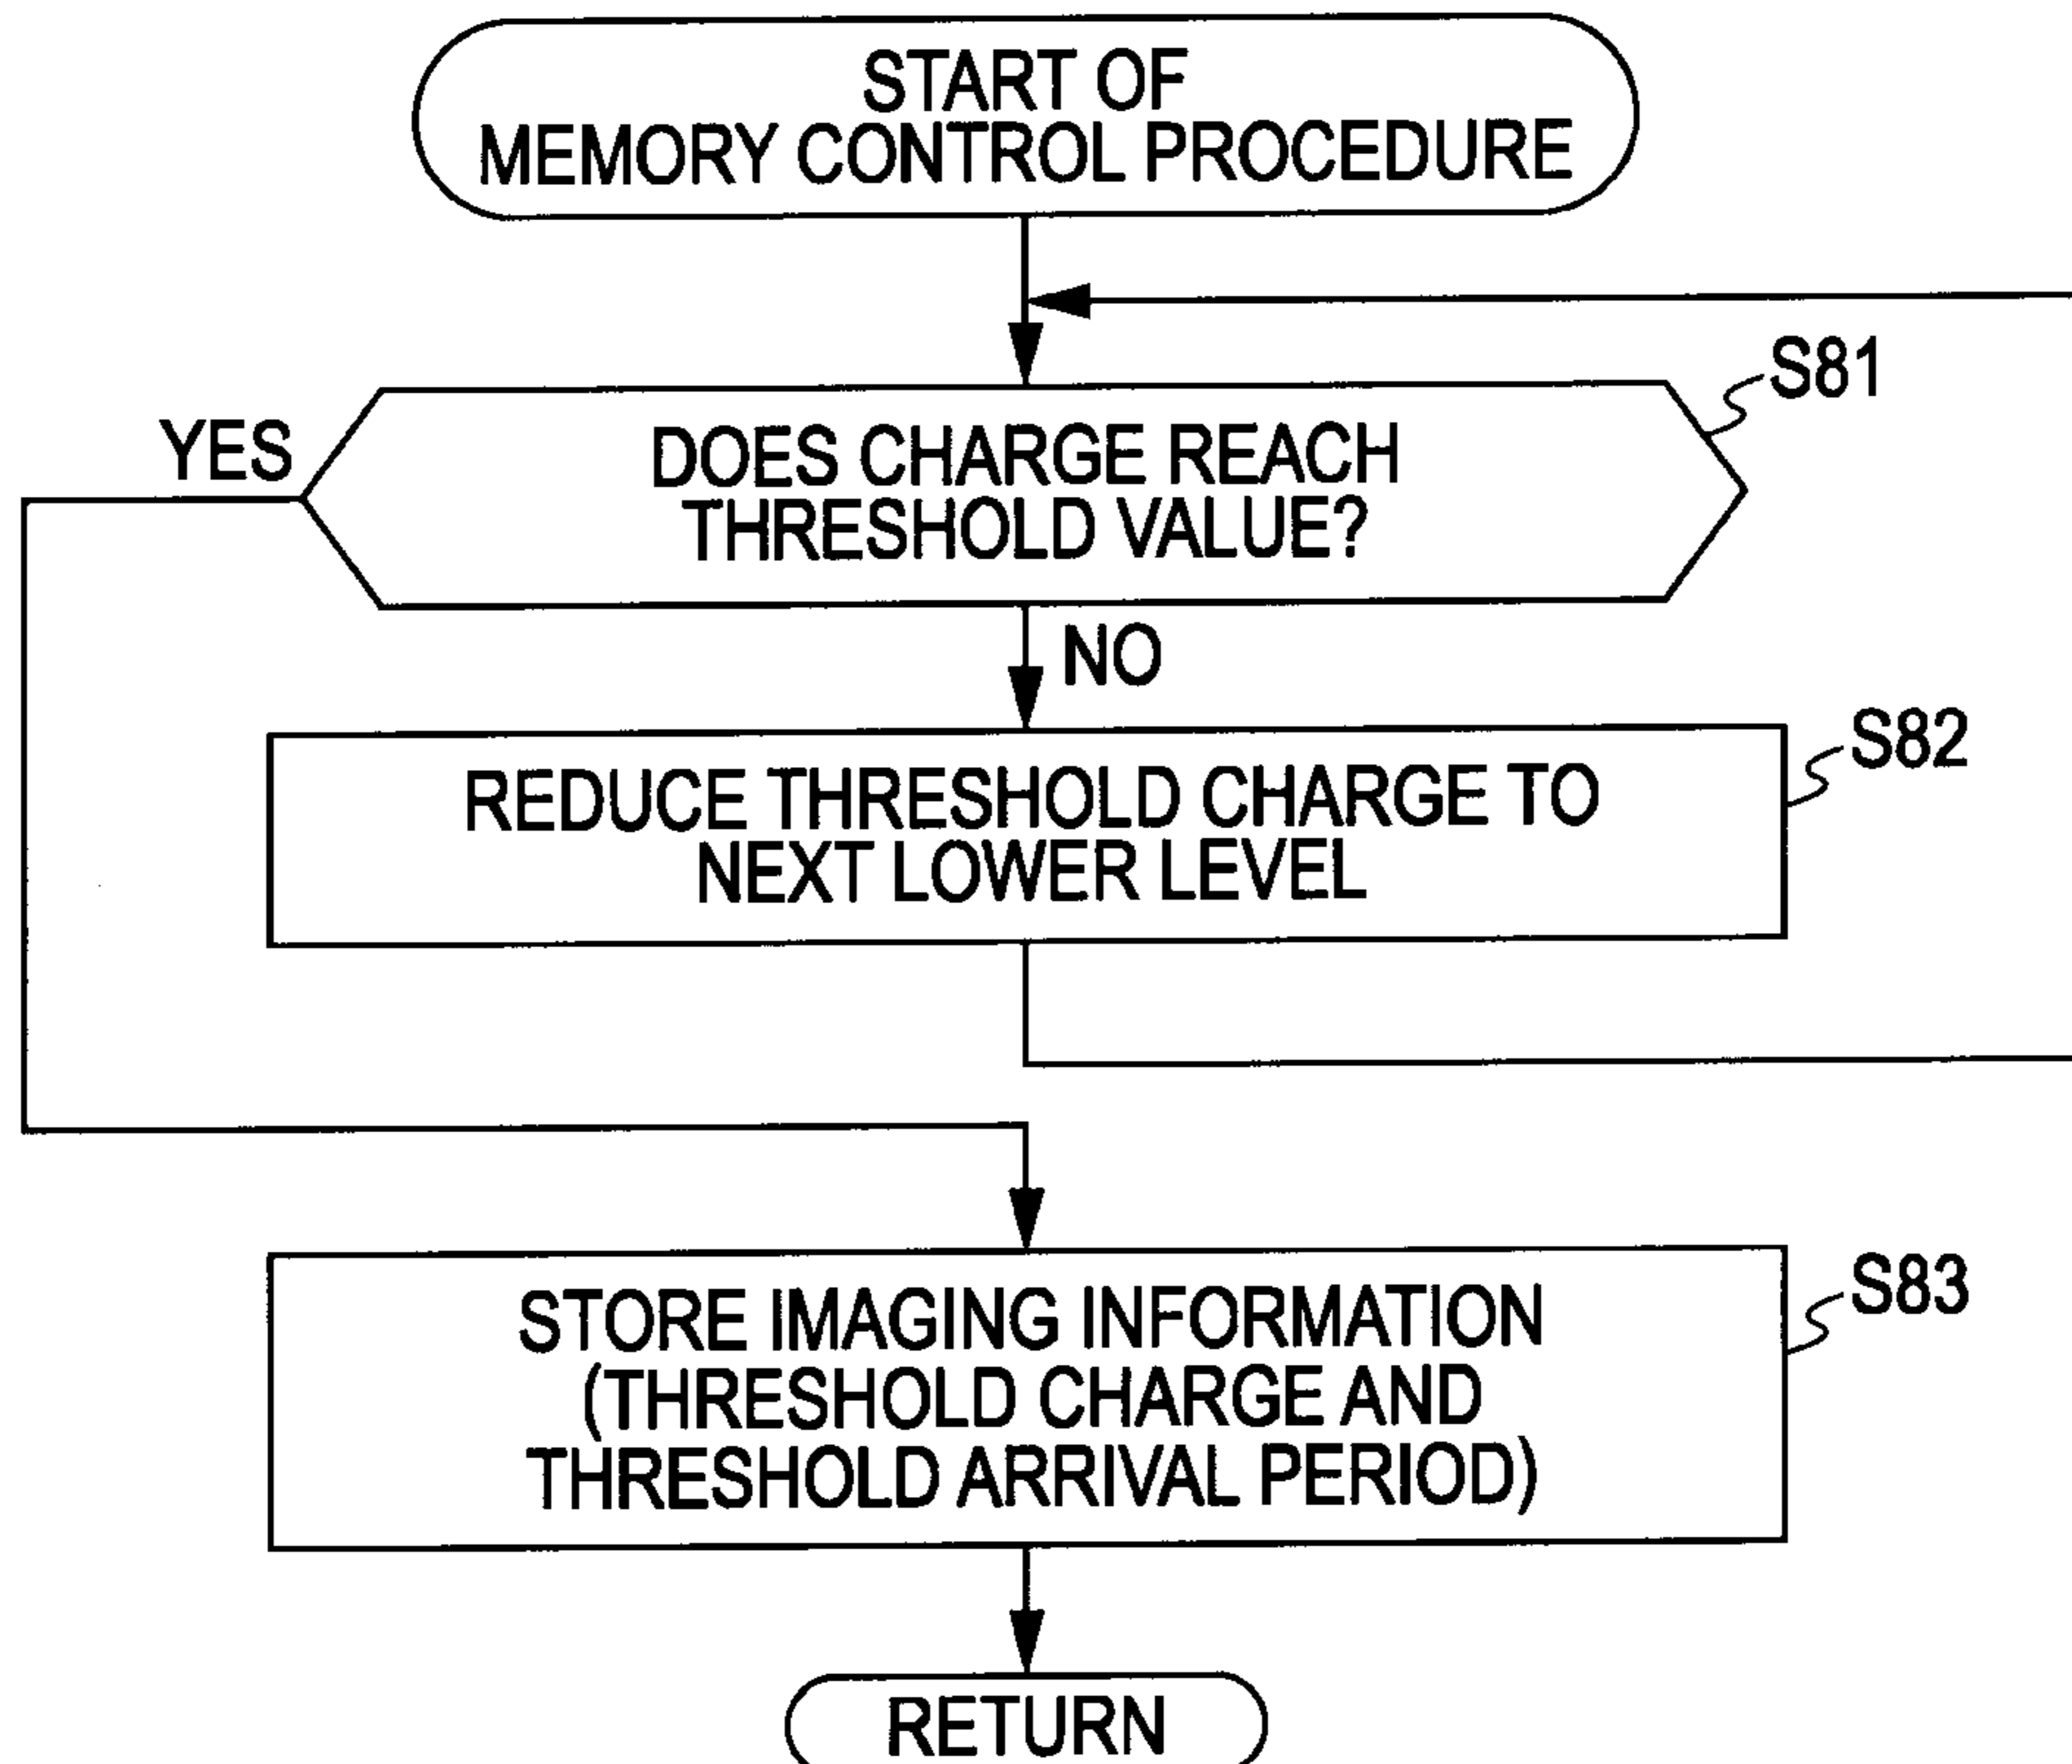 START OF
MEMORY CONTROL PROCEDURE
S81
YES
DOES CHARGE REACH
THRESHOLD VALUE?
NO
S82
REDUCE THRESHOLD CHARGE TO
NEXT LOWER LEVEL
S83
STORE IMAGING INFORMATION
(THRESHOLD CHARGE AND
THRESHOLD ARRIVAL PERIOD)
RETURN